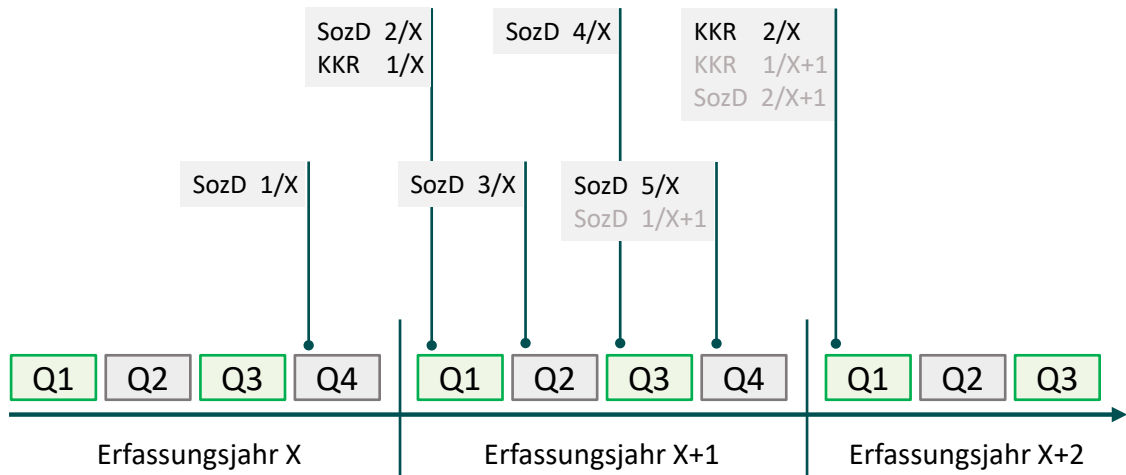 SozD 2/X
KKR 1/X
SozD 4/X
KKR 2/X
KKR 1/X+1
SozD 2/X+1
SozD 1/X
SozD 3/X
SozD 5/X
SozD 1/X+1
Q1 Q2 Q3 Q4 Q1 Q2 Q3 Q4 Q1 Q2 Q3
Erfassungsjahr X Erfassungsjahr X+1 Erfassungsjahr X+2